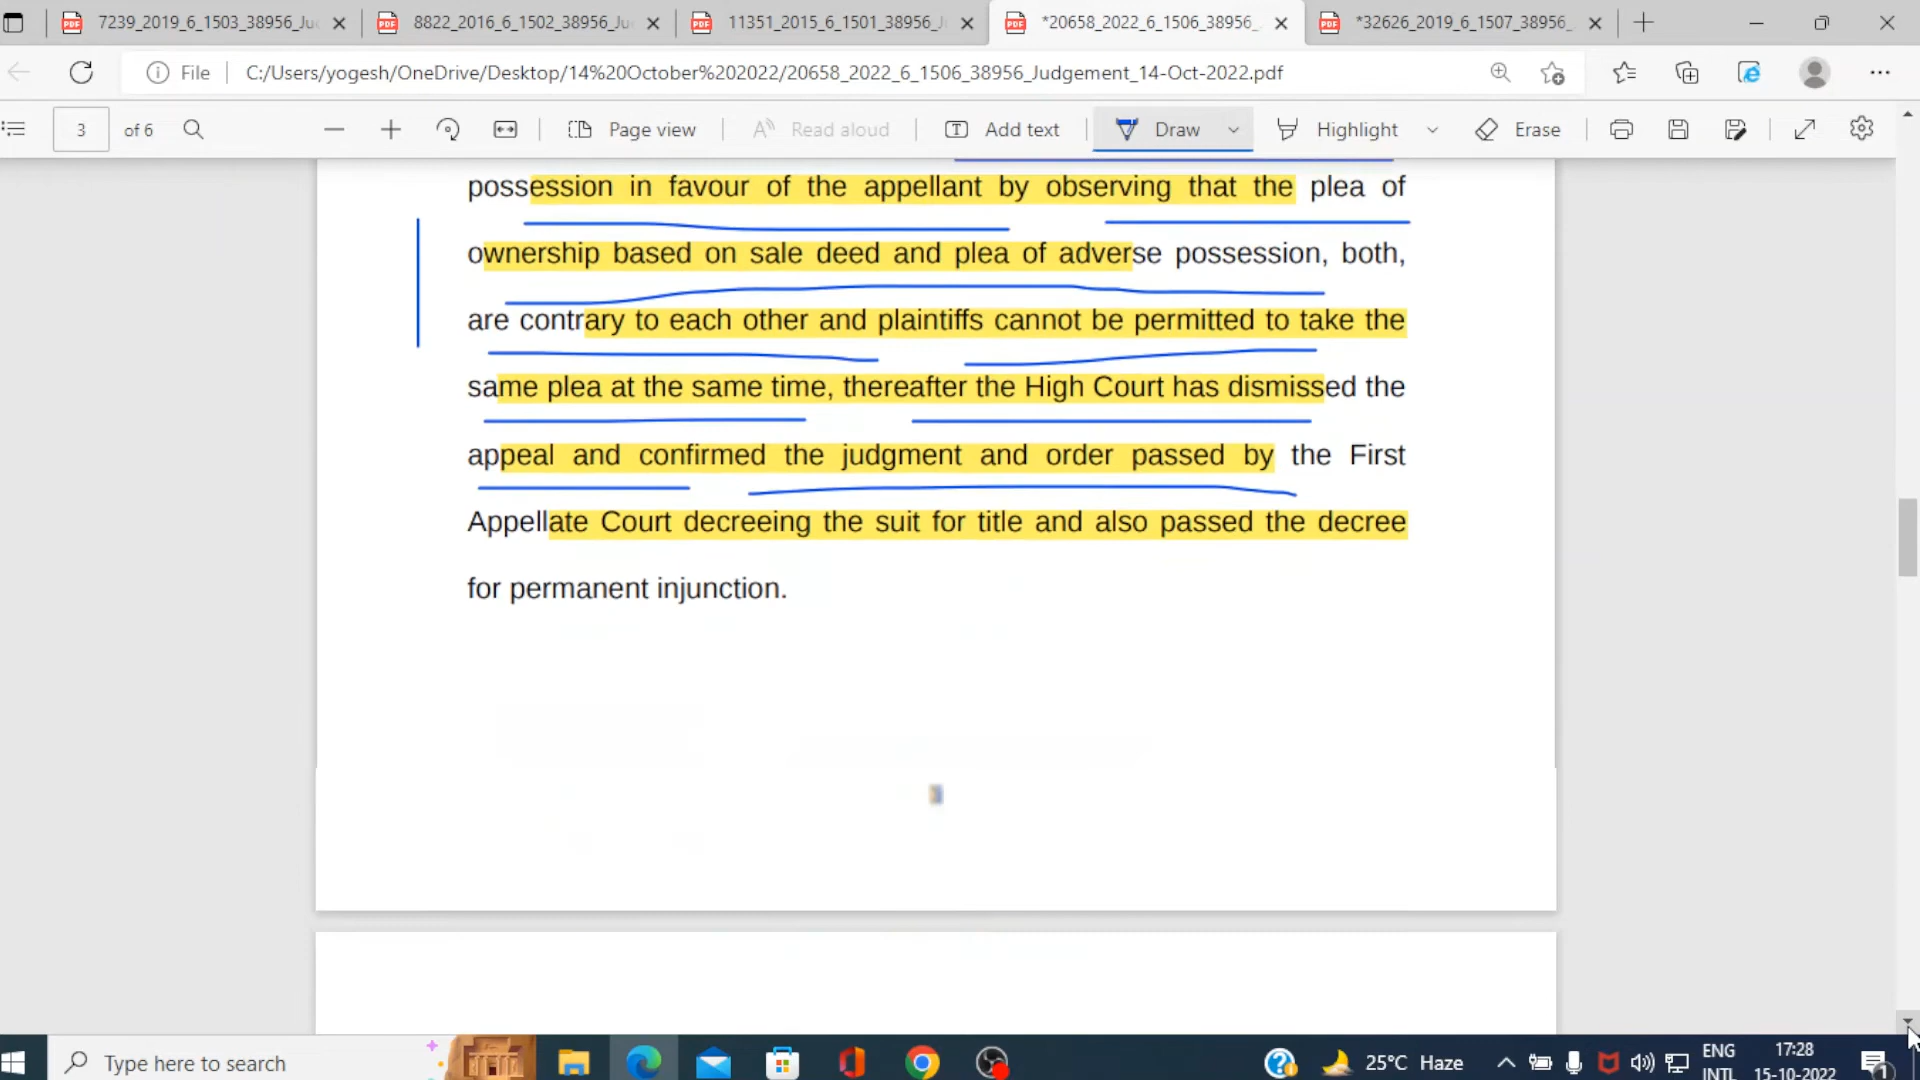 7239_2019_6_1503_38956_Ju
8822_2016_6_1502_38956_Ju
11351_2015_6_1501_38956_J
*20658_2022_6_1506_38956_
*32626_2019_6_1507_38956_
File
C:/Users/yogesh/OneDrive/Desktop/14%20October%202022/20658_2022_6_1506_38956_Judgement_14-Oct-2022.pdf
3 of 6
Page view
Read aloud
Add text
Draw
Highlight
Erase
possession in favour of the appellant by observing that the plea of
ownership based on sale deed and plea of adverse possession, both,
are contrary to each other and plaintiffs cannot be permitted to take the
same plea at the same time, thereafter the High Court has dismissed the
appeal and confirmed the judgment and order passed by the First
Appellate Court decreeing the suit for title and also passed the decree
for permanent injunction.
Type here to search
25°C Haze
ENG
INTL
17:28
15-10-2022
1